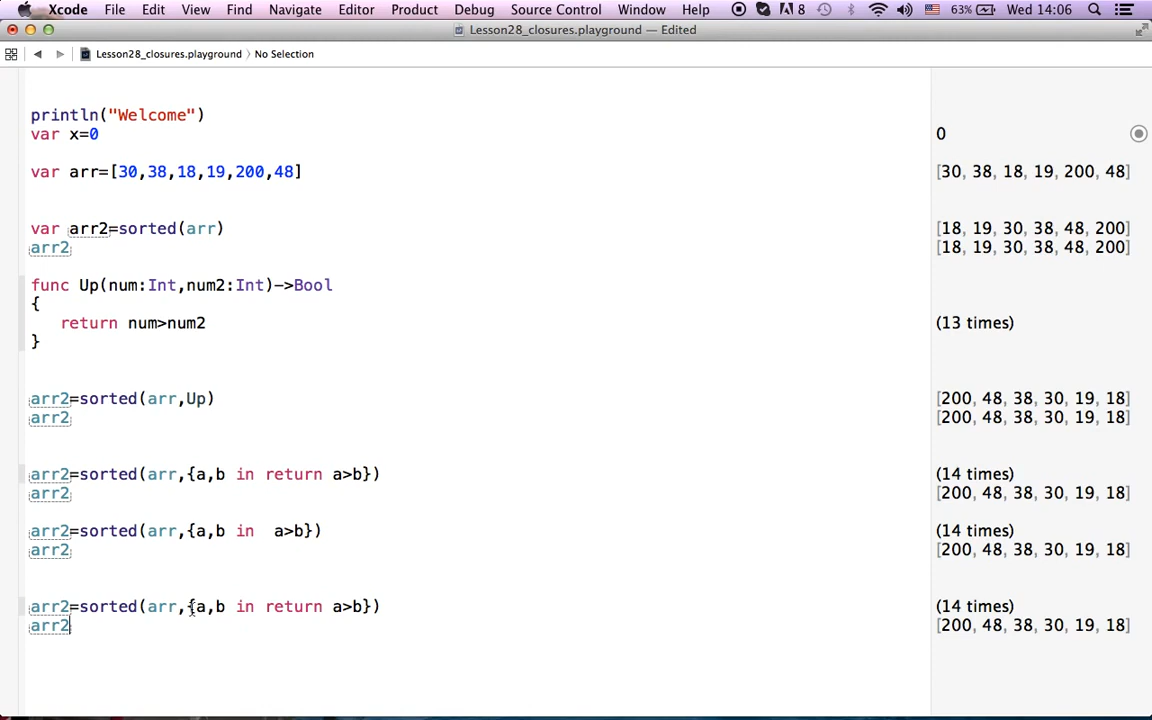 Xcode File Edit View Find Navigate Editor Product Debug Source Control Window Help 8 63% Wed 14:06
Lesson28_closures.playground — Edited
Lesson28_closures.playground 〉 No Selection
println("Welcome")
var x=0 0
var arr=[30,38,18,19,200,48] [30, 38, 18, 19, 200, 48]
var arr2=sorted(arr) [18, 19, 30, 38, 48, 200]
arr2 [18, 19, 30, 38, 48, 200]
func Up(num:Int,num2:Int)->Bool
{
return num>num2 (13 times)
}
arr2=sorted(arr,Up) [200, 48, 38, 30, 19, 18]
arr2 [200, 48, 38, 30, 19, 18]
arr2=sorted(arr,{a,b in return a>b}) (14 times)
arr2 [200, 48, 38, 30, 19, 18]
arr2=sorted(arr,{a,b in  a>b}) (14 times)
arr2 [200, 48, 38, 30, 19, 18]
arr2=sorted(arr,{a,b in return a>b}) (14 times)
arr2 [200, 48, 38, 30, 19, 18]